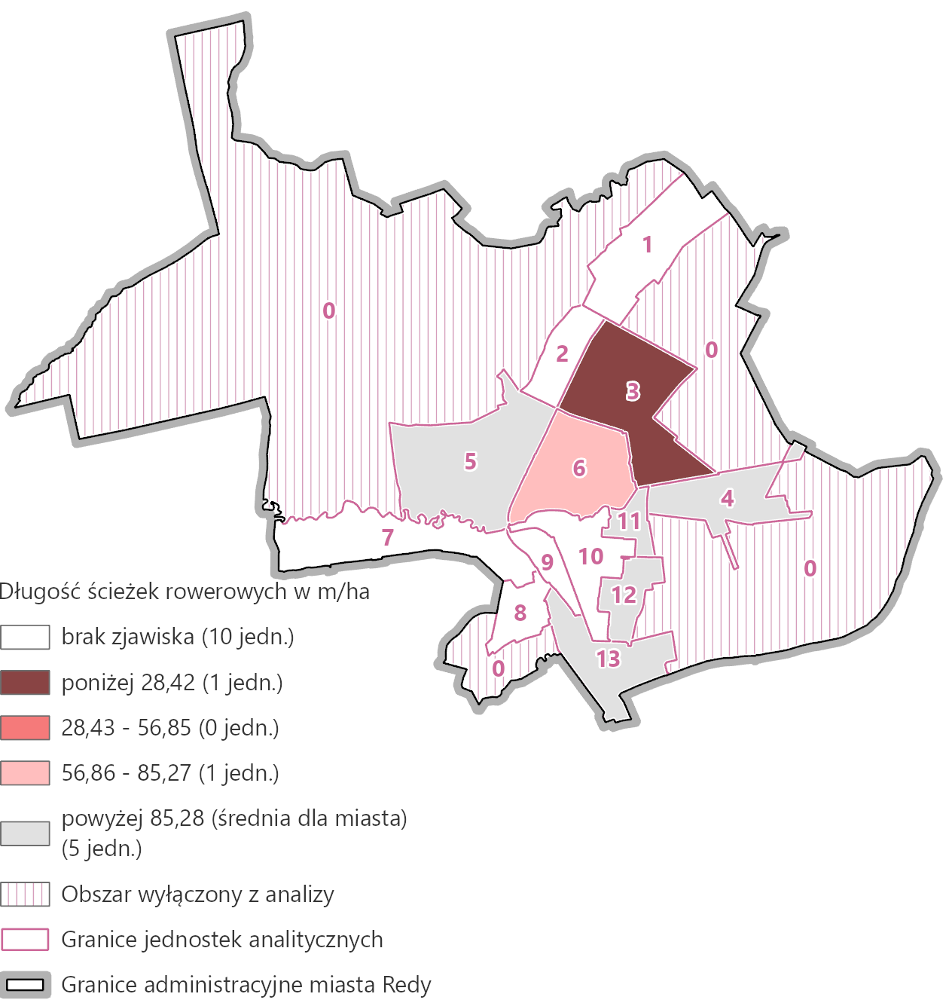 1
0
2
0
3
5
6
4
11
7
10
9
0
12
8
13
0
Długość ścieżek rowerowych w m/ha
brak zjawiska (10 jedn.)
poniżej 28,42 (1 jedn.)
28,43 - 56,85 (0 jedn.)
56,86 - 85,27 (1 jedn.)
powyżej 85,28 (średnia dla miasta)
(5 jedn.)
Obszar wyłączony z analizy
Granice jednostek analitycznych
Granice administracyjne miasta Redy